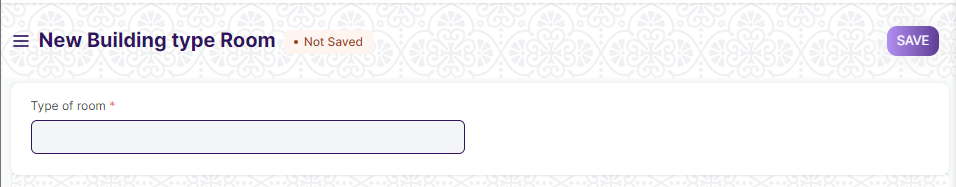 New Building type Room • Not Saved SAVE
Type of room *